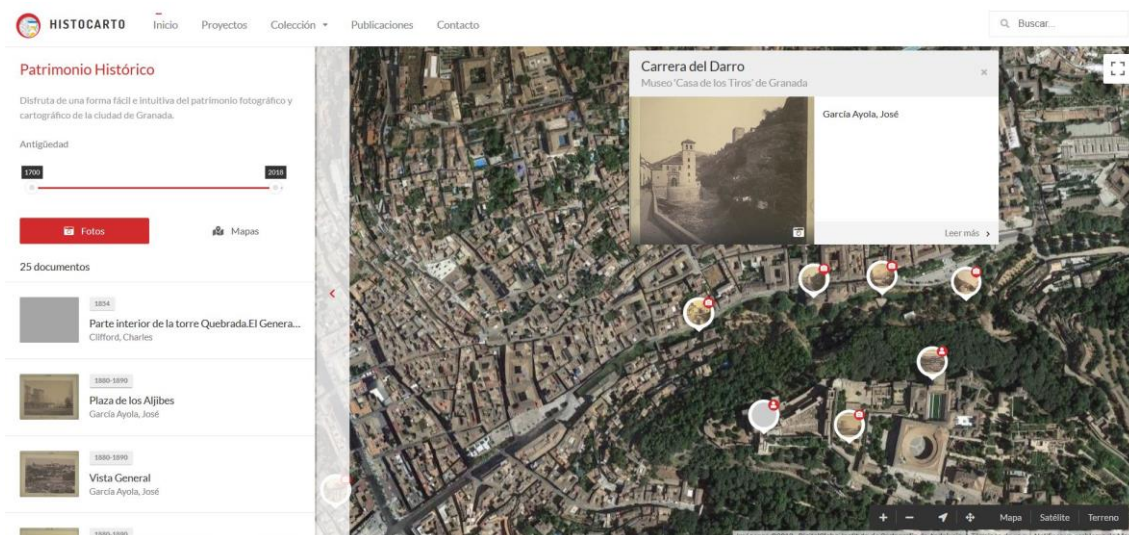 HISTOCARTO
Inicio
Proyectos
Colección
Publicaciones
Contacto
Buscar...
Patrimonio Histórico
Disfruta de una forma fácil e intuitiva del patrimonio fotográfico y
cartográfico de la ciudad de Granada.
Antigüedad
1700
2018
Fotos
Mapas
25 documentos
1854
Parte interior de la torre Quebrada.El Genera...
Clifford, Charles
1880-1890
Plaza de los Aljibes
García Ayola, José
1880-1890
Vista General
García Ayola, José
1880-1890
Carrera del Darro
Museo 'Casa de los Tiros' de Granada
García Ayola, José
Leer más
Mapa
Satélite
Terreno